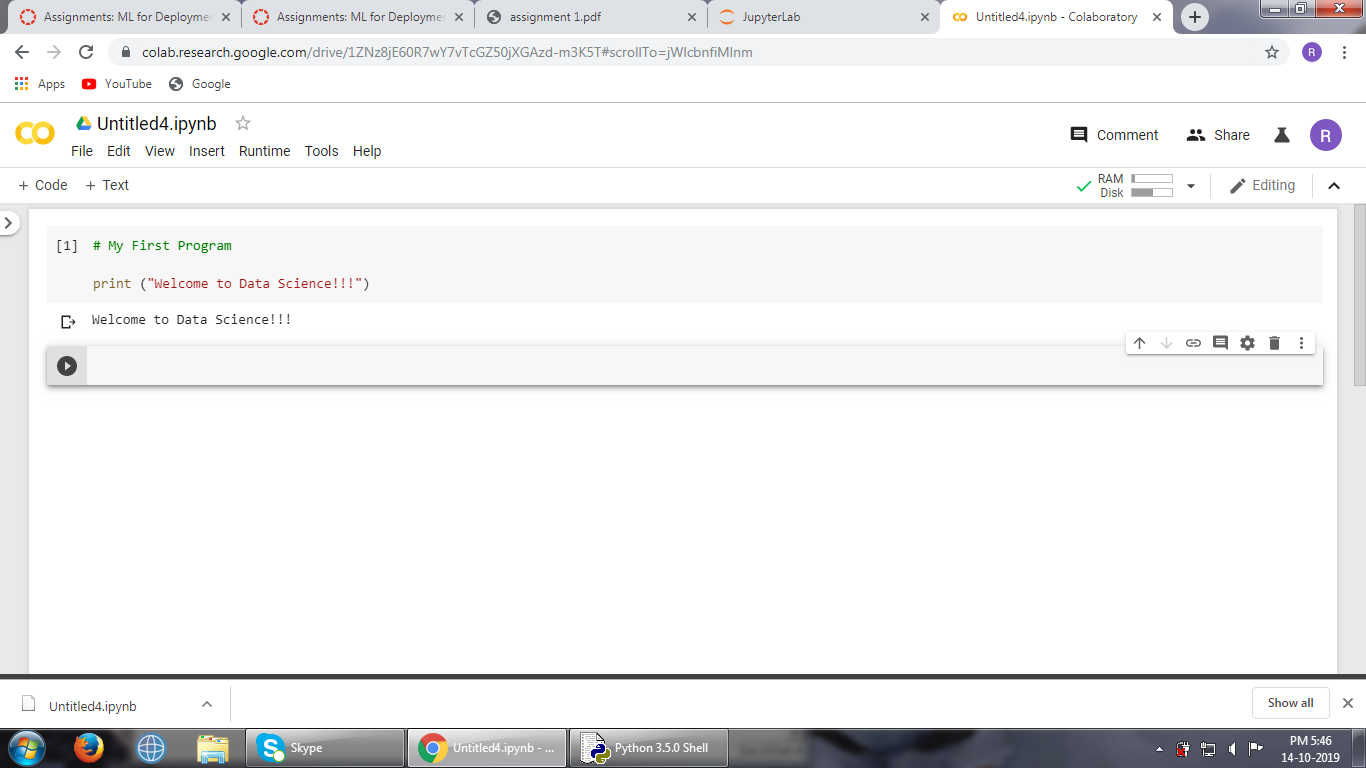 Assignments: ML for Deployme
Assignments: ML for Deployme
assignment 1.pdf
JupyterLab
Untitled4.ipynb - Colaboratory
colab.research.google.com/drive/1ZNz8jE60R7wY7vTcGZ50jXGAzd-m3K5T#scrollTo=jWIcbnfiMlnm
R
Apps
YouTube
Google
Untitled4.ipynb
Comment
Share
R
File Edit View Insert Runtime Tools Help
+ Code + Text
RAM
Disk
Editing
[1] # My First Program
print ("Welcome to Data Science!!!")
Welcome to Data Science!!!
Untitled4.ipynb
Show all
Skype
Untitled4.ipynb - ...
Python 3.5.0 Shell
PM 5:46
14-10-2019